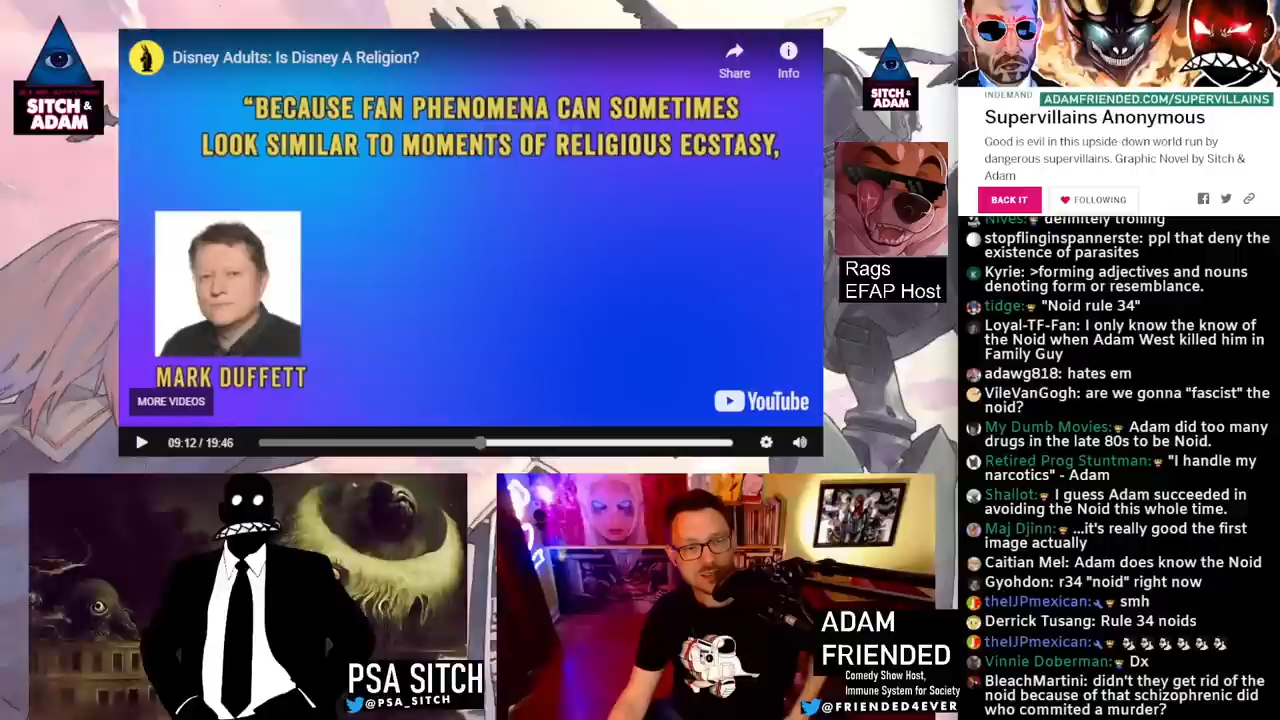 SITCH &
ADAM
Disney Adults: Is Disney A Religion?
Share
Info
“BECAUSE FAN PHENOMENA CAN SOMETIMES
LOOK SIMILAR TO MOMENTS OF RELIGIOUS ECSTASY,
MARK DUFFETT
MORE VIDEOS
YouTube
09:12 / 19:46
SITCH &
ADAM
Rags
EFAP Host
PSA SITCH
@PSA_SITCH
ADAM
FRIENDED
Comedy Show Host,
Immune System for Society
@FRIENDED4EVER
INDEMAND
ADAMFRIENDED.COM/SUPERVILLAINS
Supervillains Anonymous
Good is evil in this upside-down world run by
dangerous supervillains. Graphic Novel by Sitch &
Adam
BACK IT
FOLLOWING
Nives: definitely trolling
stopflinginspannerste: ppl that deny the
existence of parasites
Kyrie: >forming adjectives and nouns
denoting form or resemblance.
tidge: "Noid rule 34"
Loyal-TF-Fan: I only know the know of
the Noid when Adam West killed him in
Family Guy
adawg818: hates em
VileVanGogh: are we gonna "fascist" the
noid?
My Dumb Movies: Adam did too many
drugs in the late 80s to be Noid.
Retired Prog Stuntman: "I handle my
narcotics" - Adam
Shallot: I guess Adam succeeded in
avoiding the Noid this whole time.
Maj Djinn: ...it's really good the first
image actually
Caitian Mel: Adam does know the Noid
Gyohdon: r34 "noid" right now
theIJPmexican: smh
Derrick Tusang: Rule 34 noids
theIJPmexican:
Vinnie Doberman: Dx
BleachMartini: didn't they get rid of the
noid because of that schizophrenic did
who commited a murder?